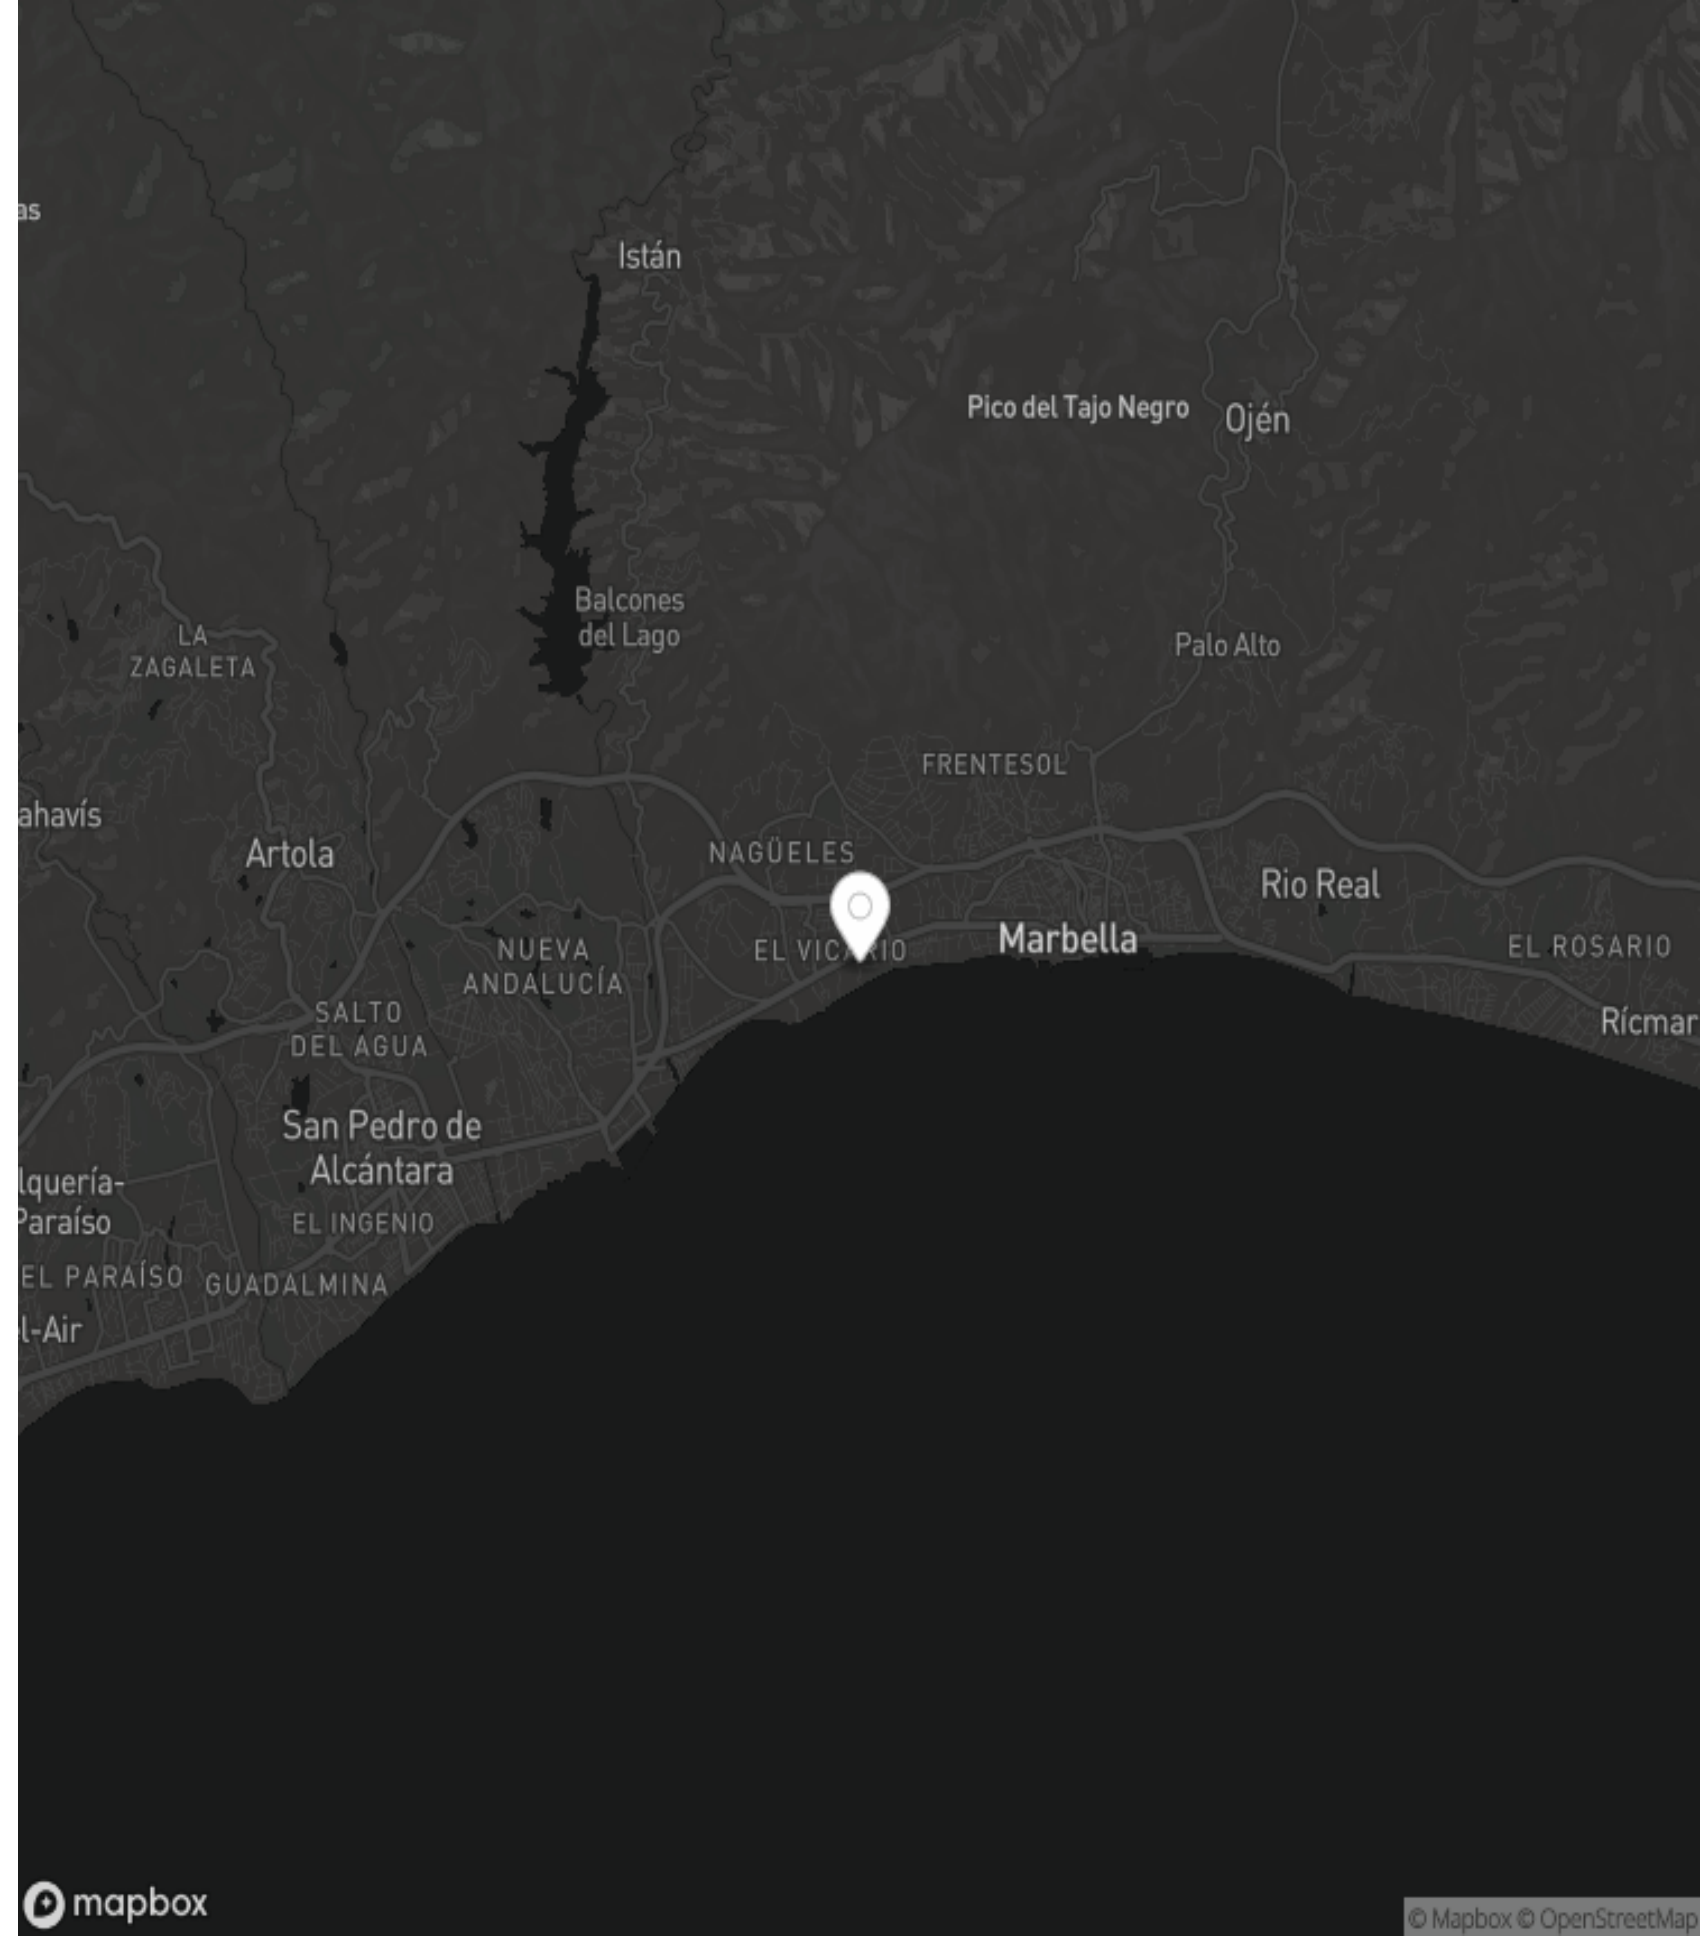 as
Istán
Pico del Tajo Negro
Ojén
Balcones
del Lago
LA
ZAGALETA
Palo Alto
FRENTESOL
ahavís
Artola
NAGÜELES
Rio Real
NUEVA
ANDALUCÍA
EL VICARIO
Marbella
EL ROSARIO
SALTO
DEL AGUA
Rícmar
San Pedro de
Alcántara
lquería-
Paraíso
EL INGENIO
EL PARAÍSO
GUADALMINA
l-Air
mapbox
© Mapbox © OpenStreetMap